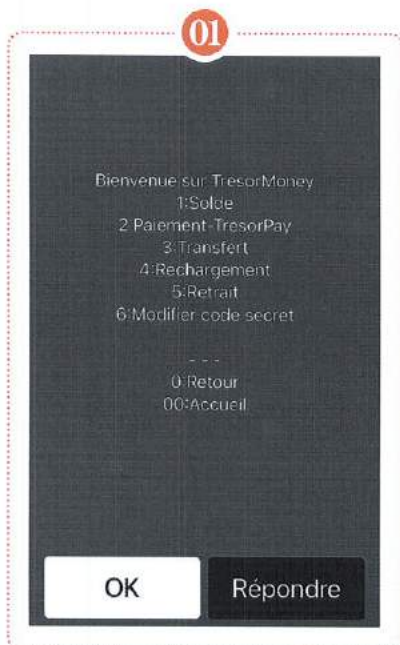 01
Bienvenue sur TresorMoney
1:Solde
2 Paiement-TresorPay
3:Transfert
4:Rechargement
5:Retrait
6:Modifier code secret
- - -
0:Retour
00:Accueil
OK
Répondre